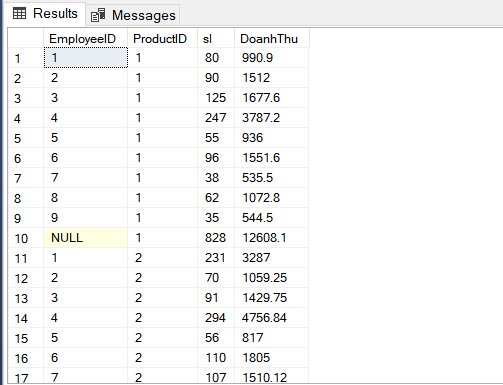 Results Messages
EmployeeID ProductID sl DoanhThu
1 1 1 80 990.9
2 2 1 90 1512
3 3 1 125 1677.6
4 4 1 247 3787.2
5 5 1 55 936
6 6 1 96 1551.6
7 7 1 38 535.5
8 8 1 62 1072.8
9 9 1 35 544.5
10 NULL 1 828 12608.1
11 1 2 231 3287
12 2 2 70 1059.25
13 3 2 91 1429.75
14 4 2 294 4756.84
15 5 2 56 817
16 6 2 110 1805
17 7 2 107 1510.12